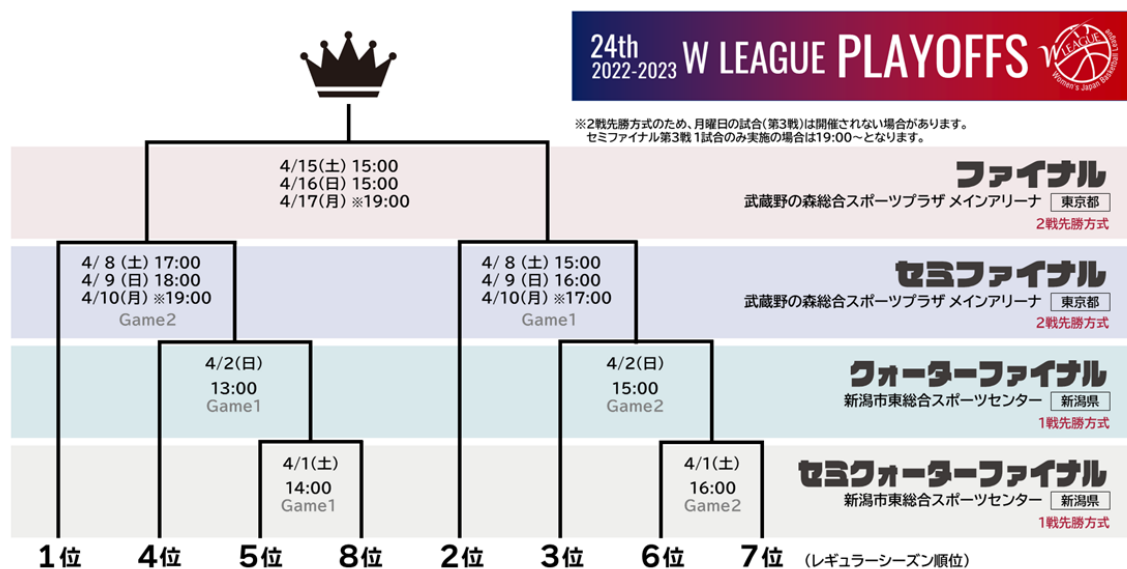 24th
2022-2023 W LEAGUE PLAYOFFS
W LEAGUE
Women's Japan Basketball League
※2戦先勝方式のため、月曜日の試合(第3戦)は開催されない場合があります。
セミファイナル第3戦 1試合のみ実施の場合は19:00～となります。
4/15(土) 15:00
4/16(日) 15:00
4/17(月) ※19:00
ファイナル
武蔵野の森総合スポーツプラザ メインアリーナ 東京都
2戦先勝方式
4/ 8 (土) 17:00
4/ 9 (日) 18:00
4/10(月) ※19:00
Game2
4/ 8 (土) 15:00
4/ 9 (日) 16:00
4/10(月) ※17:00
Game1
セミファイナル
武蔵野の森総合スポーツプラザ メインアリーナ 東京都
2戦先勝方式
4/2(日)
13:00
Game1
4/2(日)
15:00
Game2
クォーターファイナル
新潟市東総合スポーツセンター 新潟県
1戦先勝方式
4/1(土)
14:00
Game1
4/1(土)
16:00
Game2
セミクォーターファイナル
新潟市東総合スポーツセンター 新潟県
1戦先勝方式
1位 4位 5位 8位 2位 3位 6位 7位 (レギュラーシーズン順位)